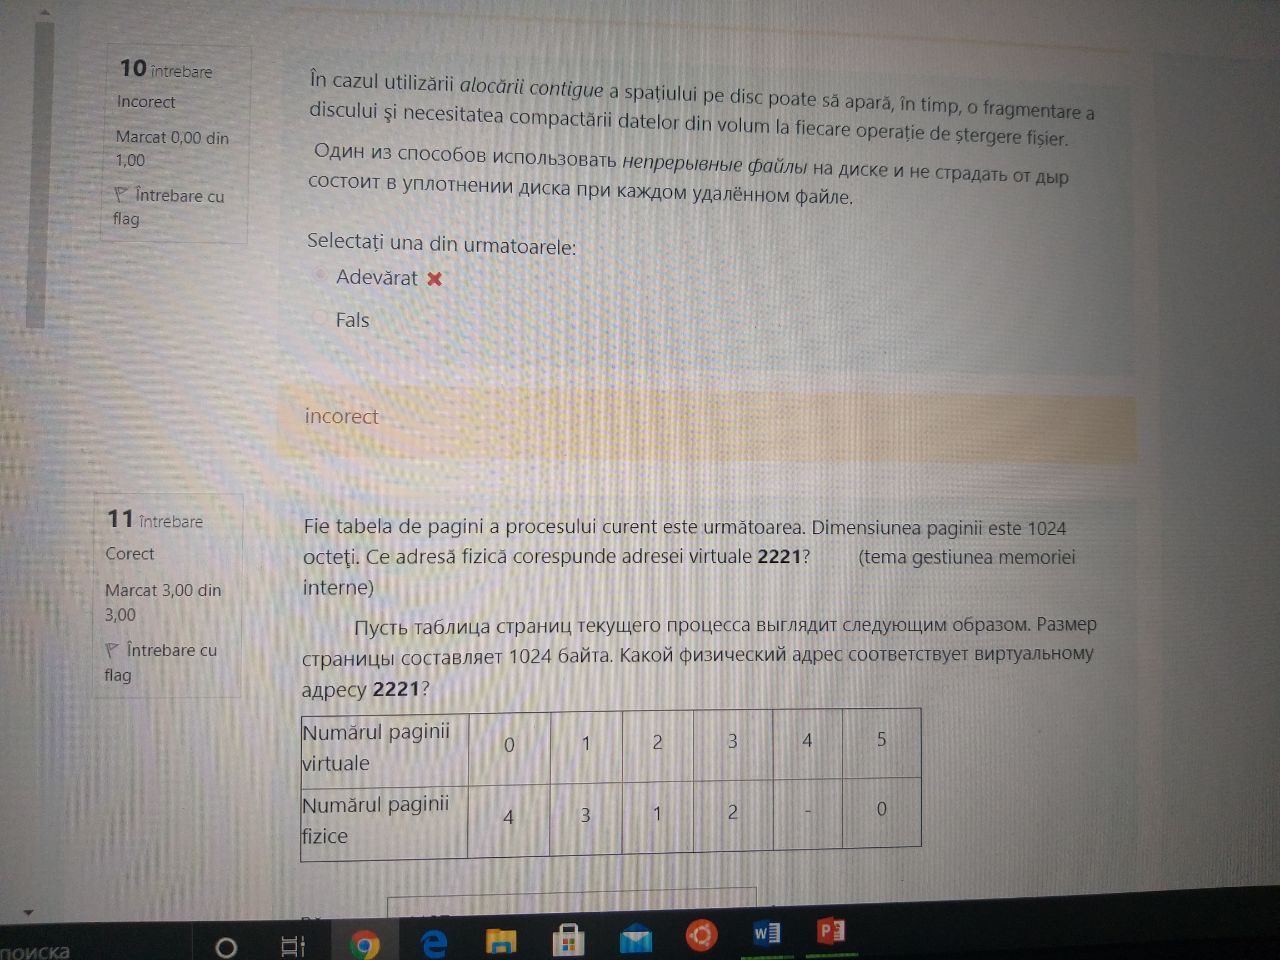 10 întrebare
Incorect
Marcat 0,00 din
1,00
Întrebare cu
flag
În cazul utilizării alocării contigue a spațiului pe disc poate să apară, în timp, o fragmentare a
discului şi necesitatea compactării datelor din volum la fiecare operație de ștergere fișier.
Один из способов использовать непрерывные файлы на диске и не страдать от дыр
состоит в уплотнении диска при каждом удалённом файле.
Selectați una din urmatoarele:
Adevărat
Fals
incorect
11 întrebare
Corect
Marcat 3,00 din
3,00
Întrebare cu
flag
Fie tabela de pagini a procesului curent este următoarea. Dimensiunea paginii este 1024
octeţi. Ce adresă fizică corespunde adresei virtuale 2221? (tema gestiunea memoriei
interne)
Пусть таблица страниц текущего процесса выглядит следующим образом. Размер
страницы составляет 1024 байта. Какой физический адрес соответствует виртуальному
адресу 2221?
Numărul paginii virtuale 0 1 2 3 4 5
Numărul paginii fizice 4 3 1 2 - 0
поиска